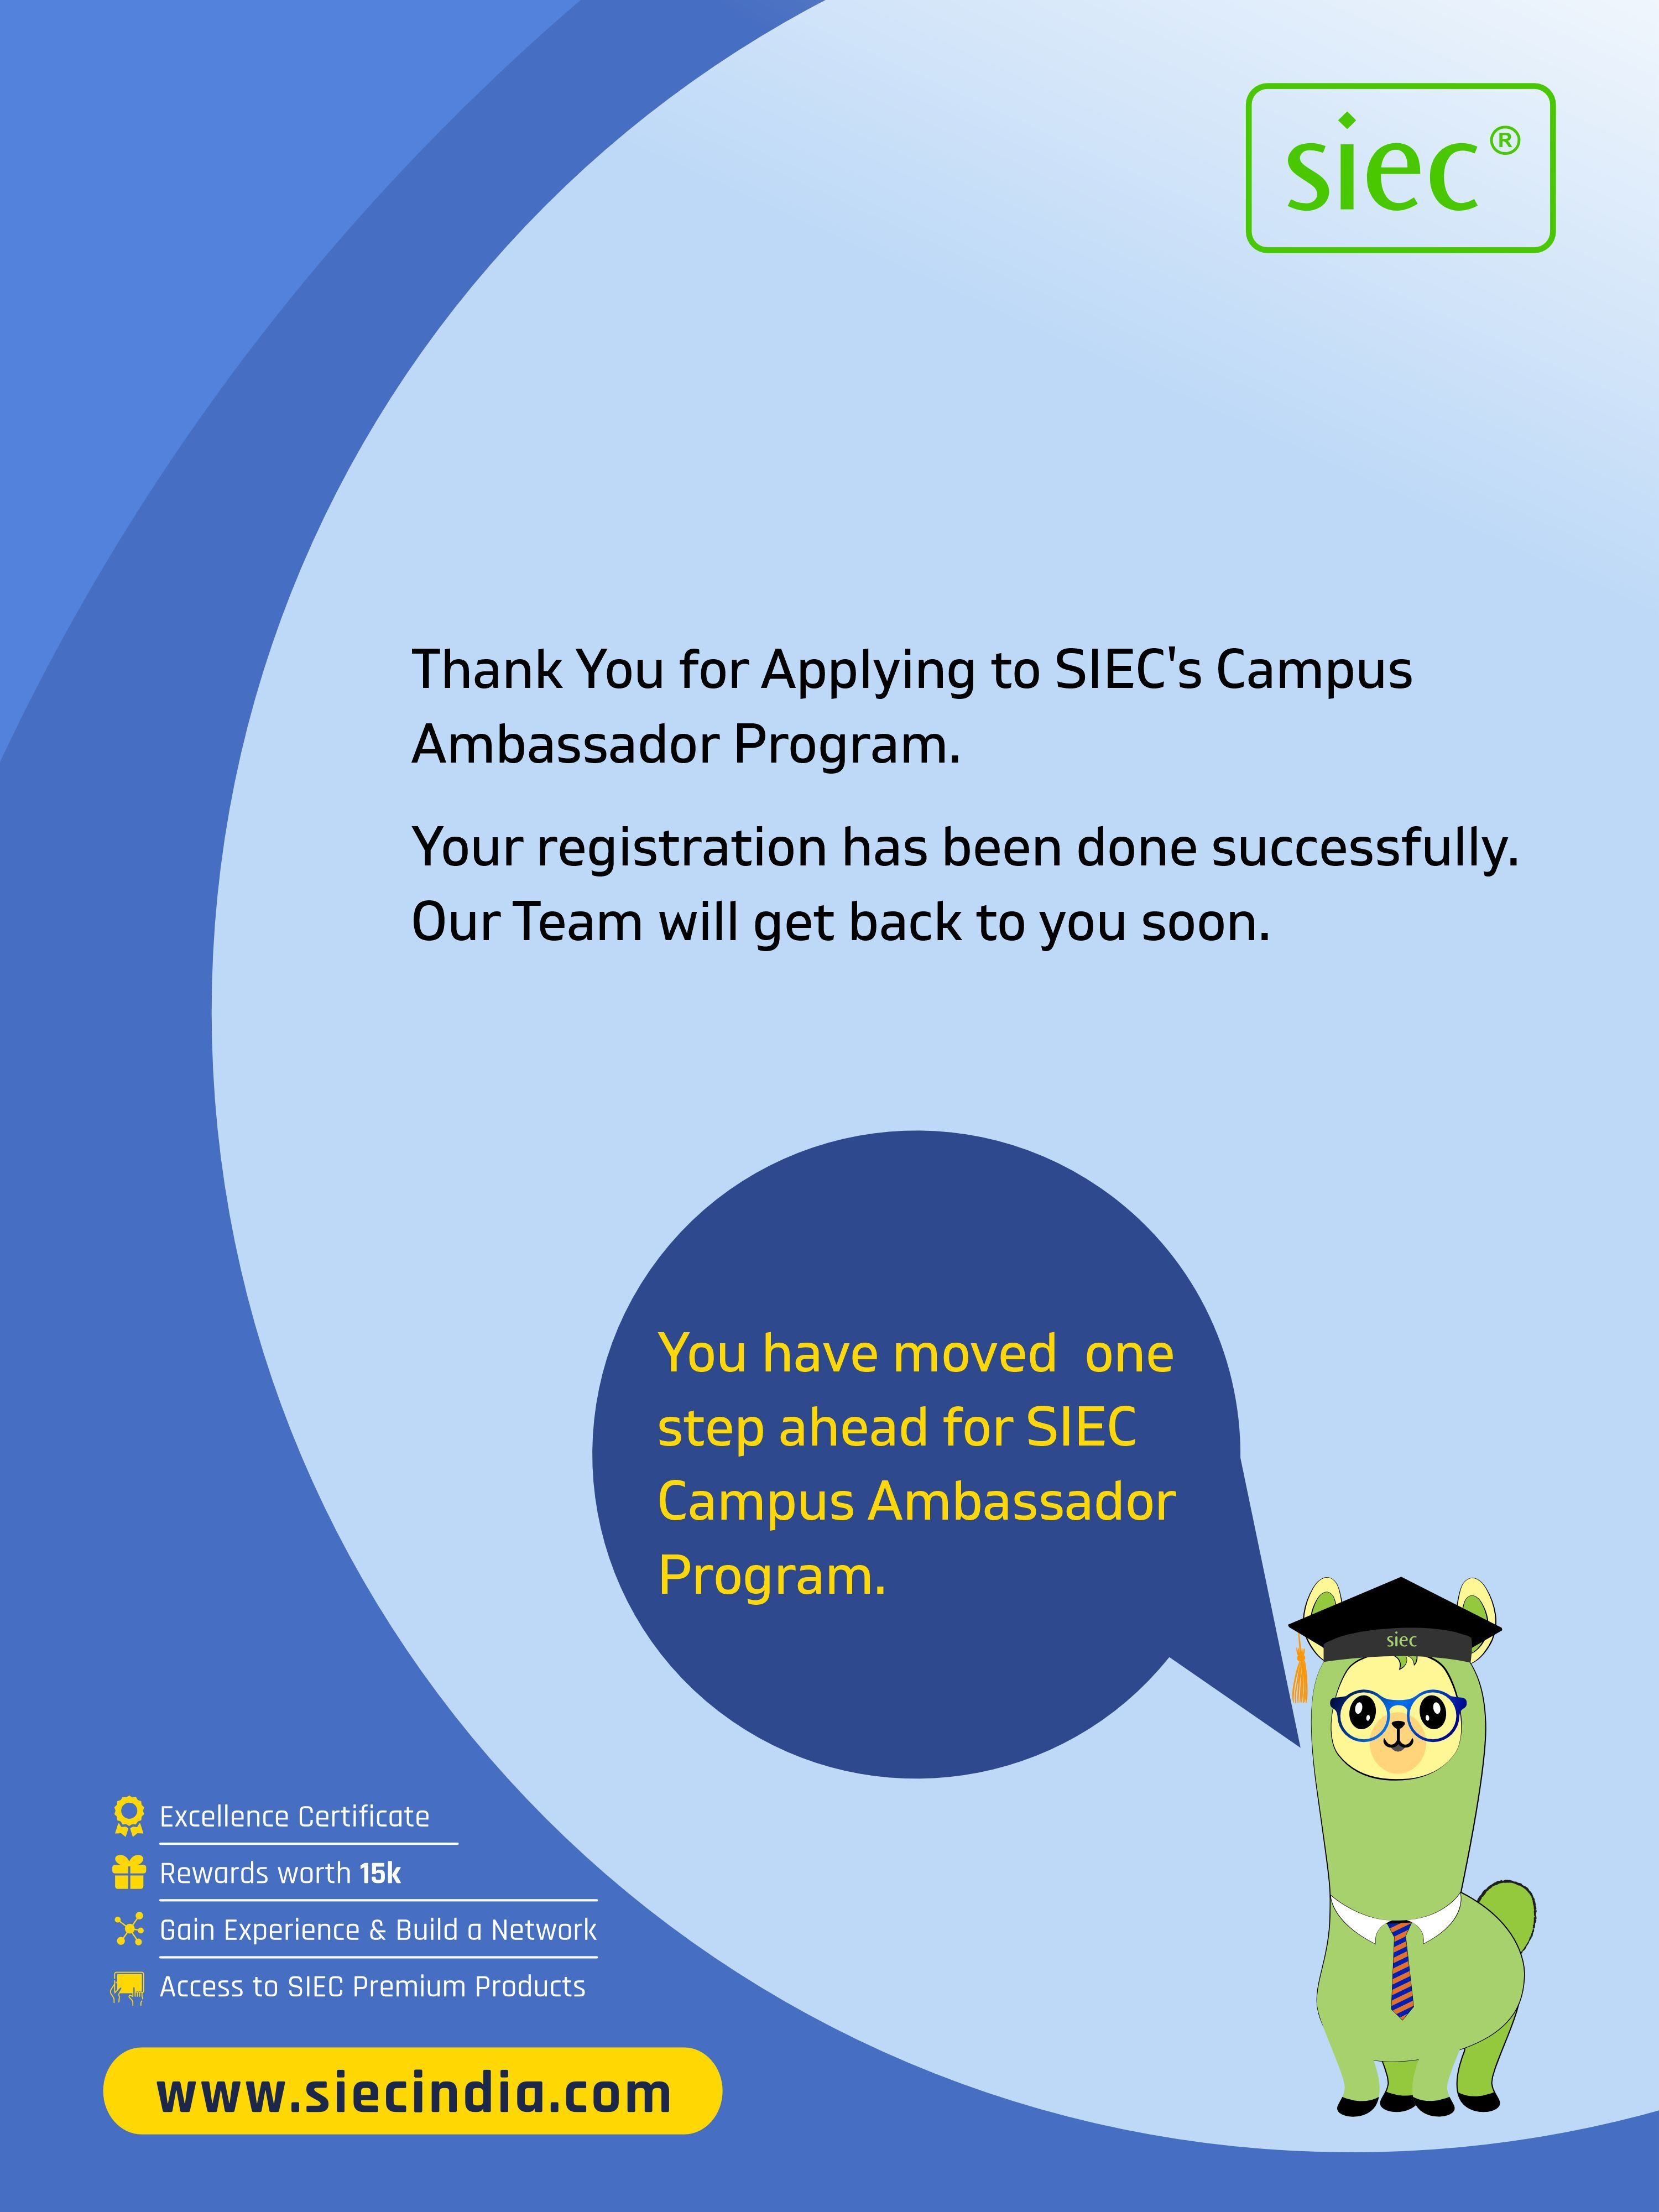 siec®
Thank You for Applying to SIEC's Campus
Ambassador Program.
Your registration has been done successfully.
Our Team will get back to you soon.
You have moved  one
step ahead for SIEC
Campus Ambassador
Program.
siec
Excellence Certificate
Rewards worth 15k
Gain Experience & Build a Network
Access to SIEC Premium Products
www.siecindia.com